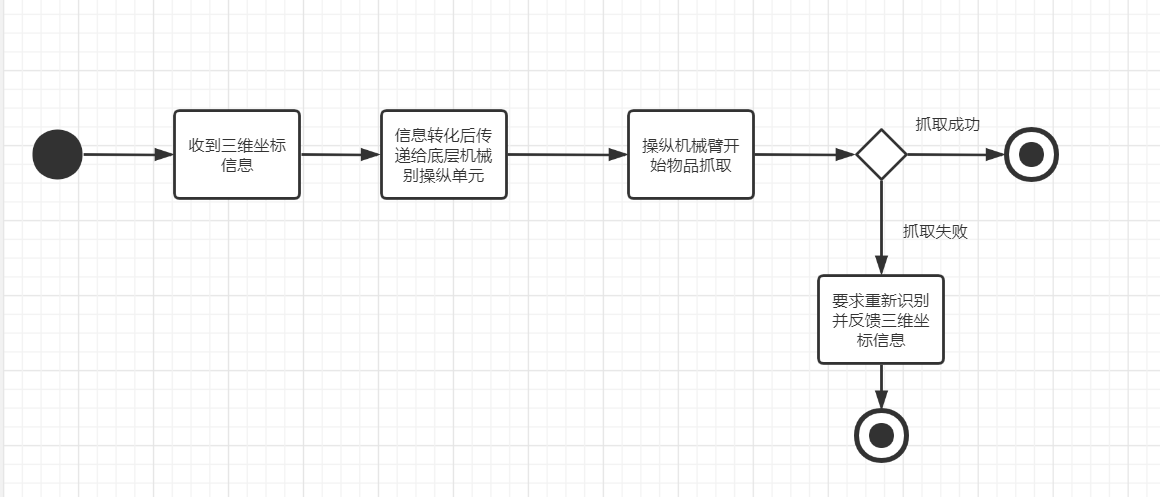 收到三维坐标
信息
信息转化后传
递给底层机械
别操纵单元
操纵机械臂开
始物品抓取
抓取成功
抓取失败
要求重新识别
并反馈三维坐
标信息